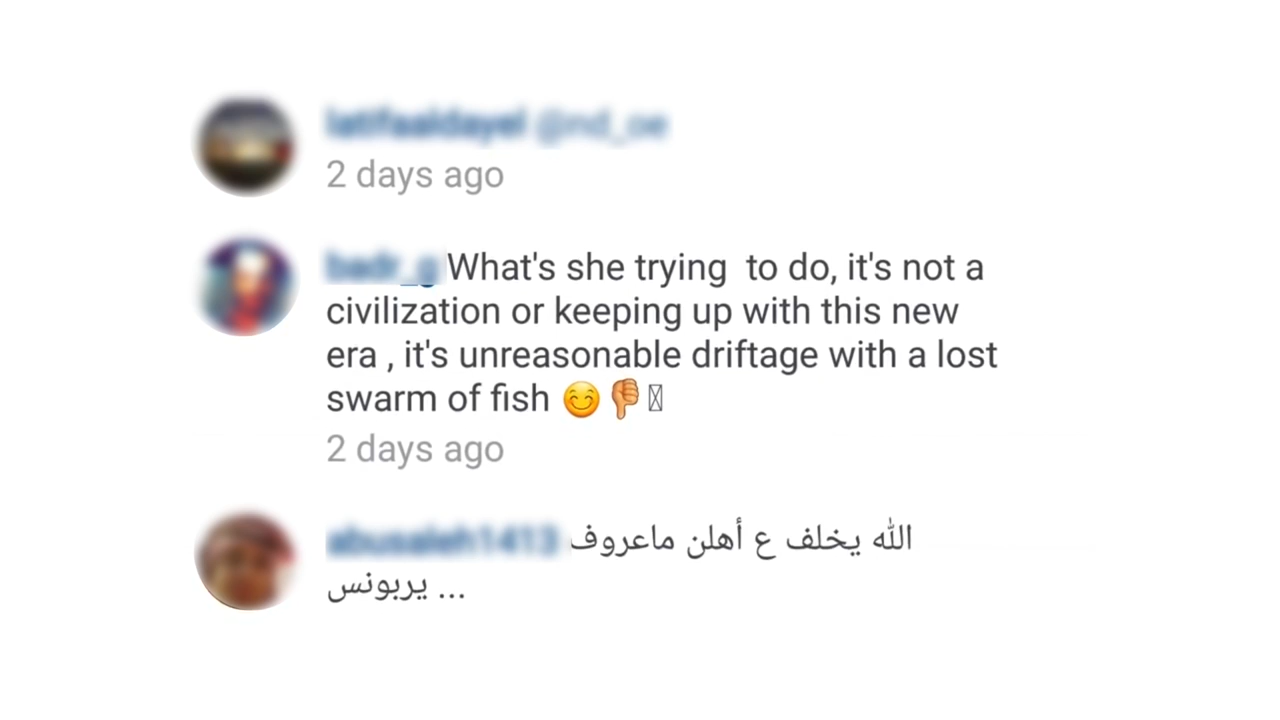 2 days ago
What's she trying to do, it's not a
civilization or keeping up with this new
era , it's unreasonable driftage with a lost
swarm of fish 😊👎
2 days ago
الله يخلف ع أهلن ماعروف
يربونس ...